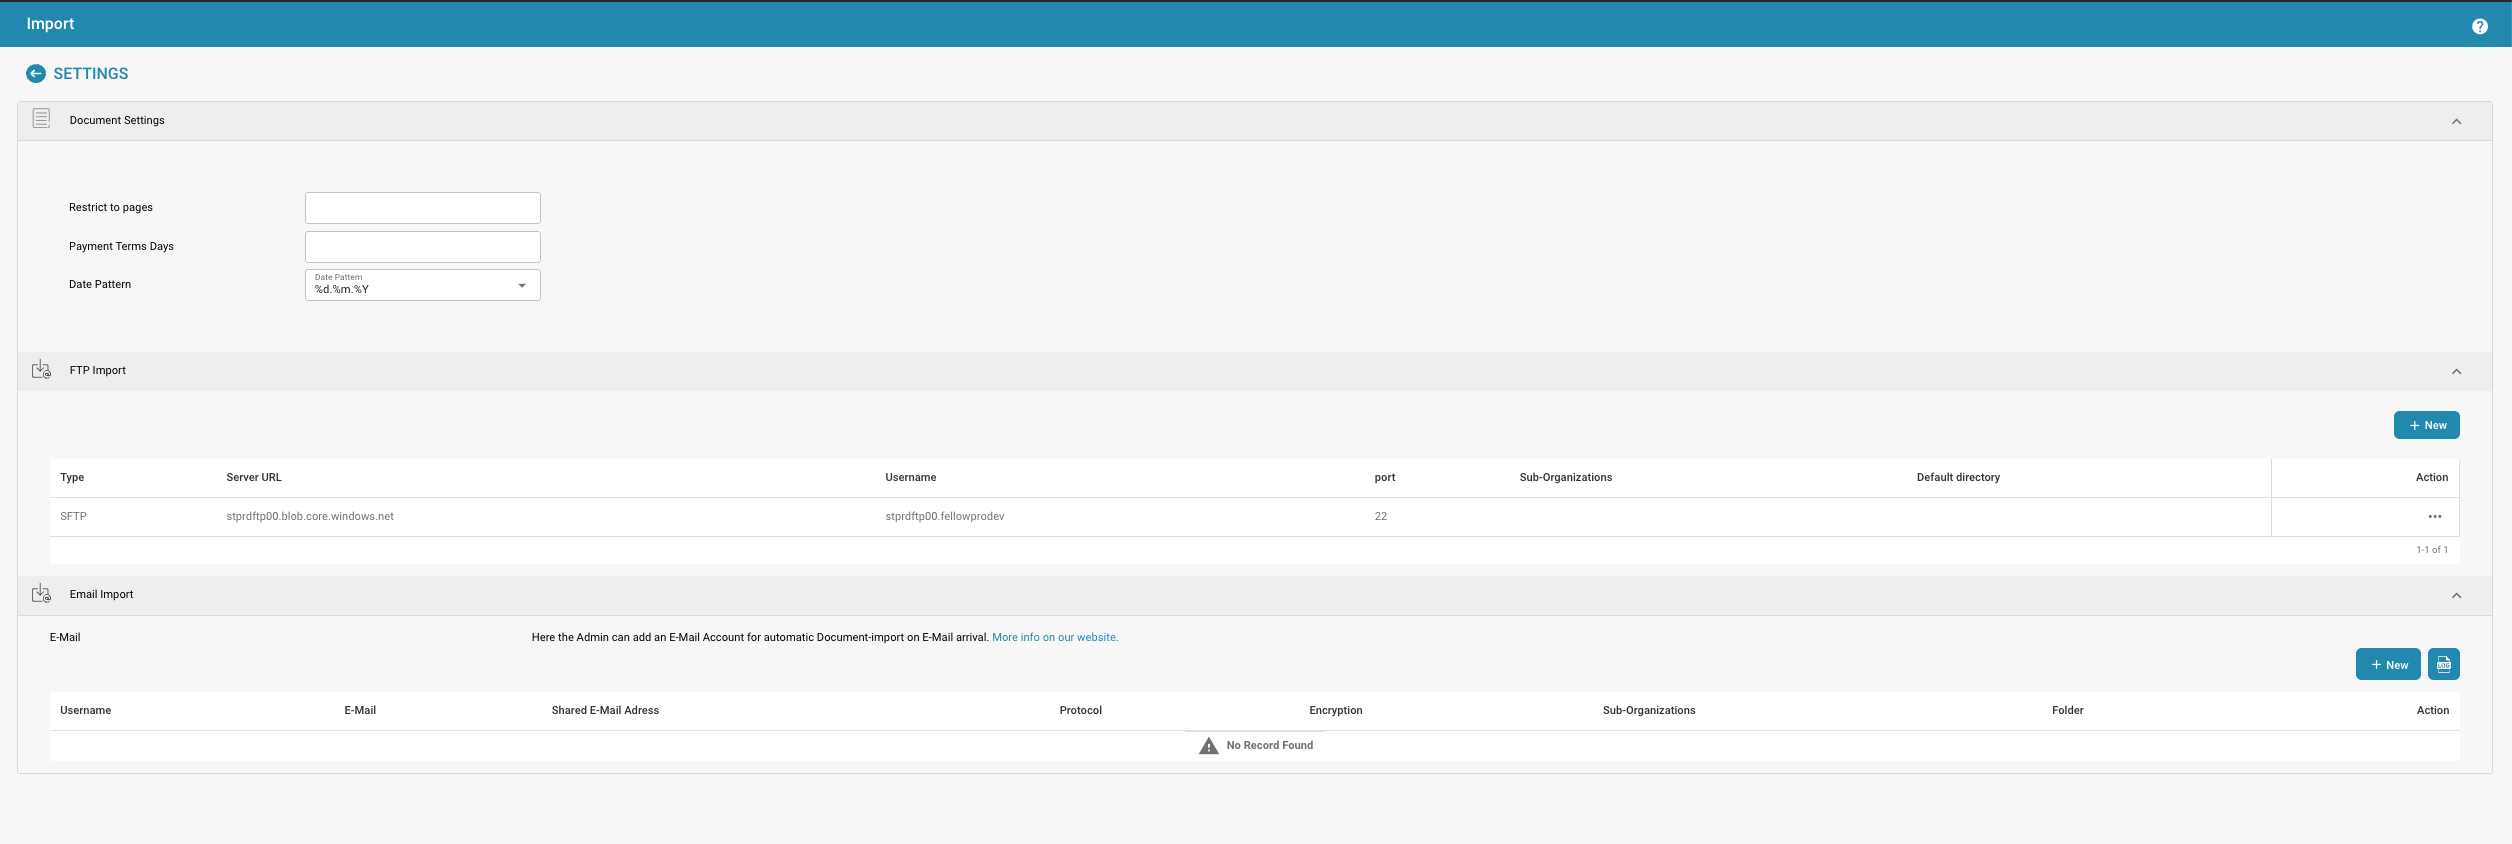 Import
?
SETTINGS
Document Settings
Restrict to pages
Payment Terms Days
Date Pattern
Date Pattern
%d.%m.%Y
FTP Import
+ New
Type Server URL Username port Sub-Organizations Default directory Action
SFTP stprdftp00.blob.core.windows.net stprdftp00.fellowprodev 22 •••
1-1 of 1
Email Import
E-Mail Here the Admin can add an E-Mail Account for automatic Document-import on E-Mail arrival. More info on our website.
+ New LOG
Username E-Mail Shared E-Mail Adress Protocol Encryption Sub-Organizations Folder Action
No Record Found